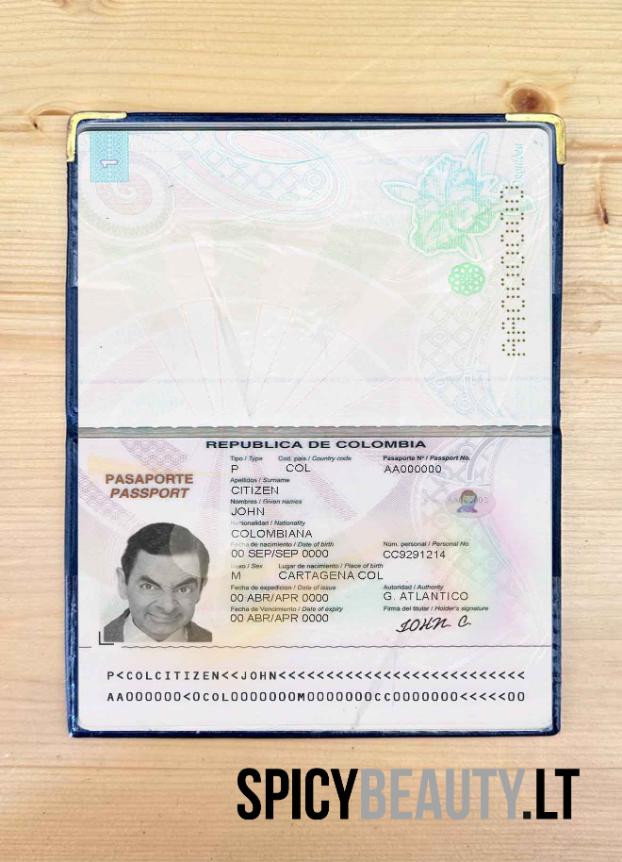 1
AA000000
REPUBLICA DE COLOMBIA
PASAPORTE
PASSPORT
Tipo / Type Cod. pais / Country code Pasaporte Nº / Passport No.
P COL AA000000
Apellidos / Surname
CITIZEN
Nombres / Given names
JOHN
Nacionalidad / Nationality
COLOMBIANA
Fecha de nacimiento / Date of birth Núm. personal / Personal No.
00 SEP/SEP 0000 CC9291214
Sexo / Sex Lugar de nacimiento / Place of birth
M CARTAGENA COL
Fecha de expedicion / Date of issue Autoridad / Authority
00 ABR/APR 0000 G. ATLANTICO
Fecha de Vencimiento / Date of expiry Firma del titular / Holder's signature
00 ABR/APR 0000 JOHN C.
P<COLCITIZEN<<JOHN<<<<<<<<<<<<<<<<<<<<<<<<<<
AA000000<0COL0000000M0000000CC0000000<<<<<00
SPICYBEAUTY.LT